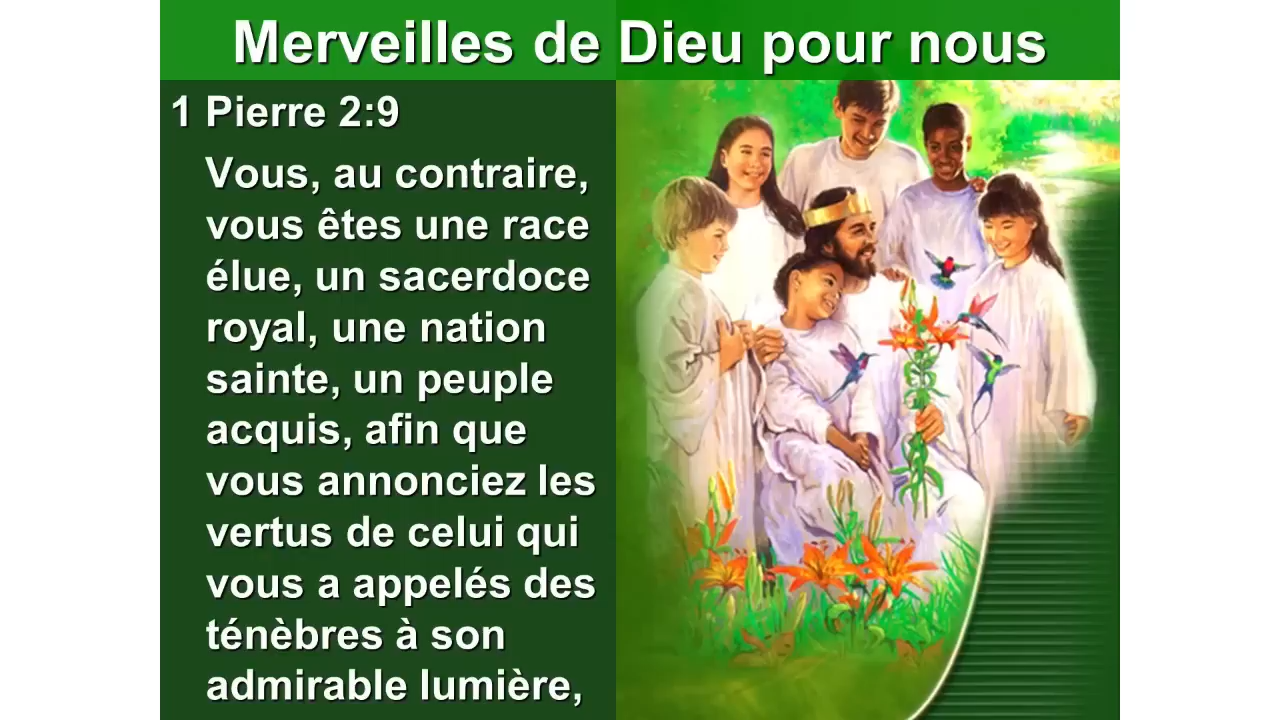 Merveilles de Dieu pour nous
1 Pierre 2:9
Vous, au contraire,
vous êtes une race
élue, un sacerdoce
royal, une nation
sainte, un peuple
acquis, afin que
vous annonciez les
vertus de celui qui
vous a appelés des
ténèbres à son
admirable lumière,